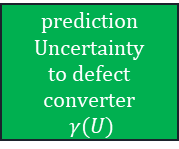 prediction
Uncertainty
to defect
converter
𝛾(𝑈)